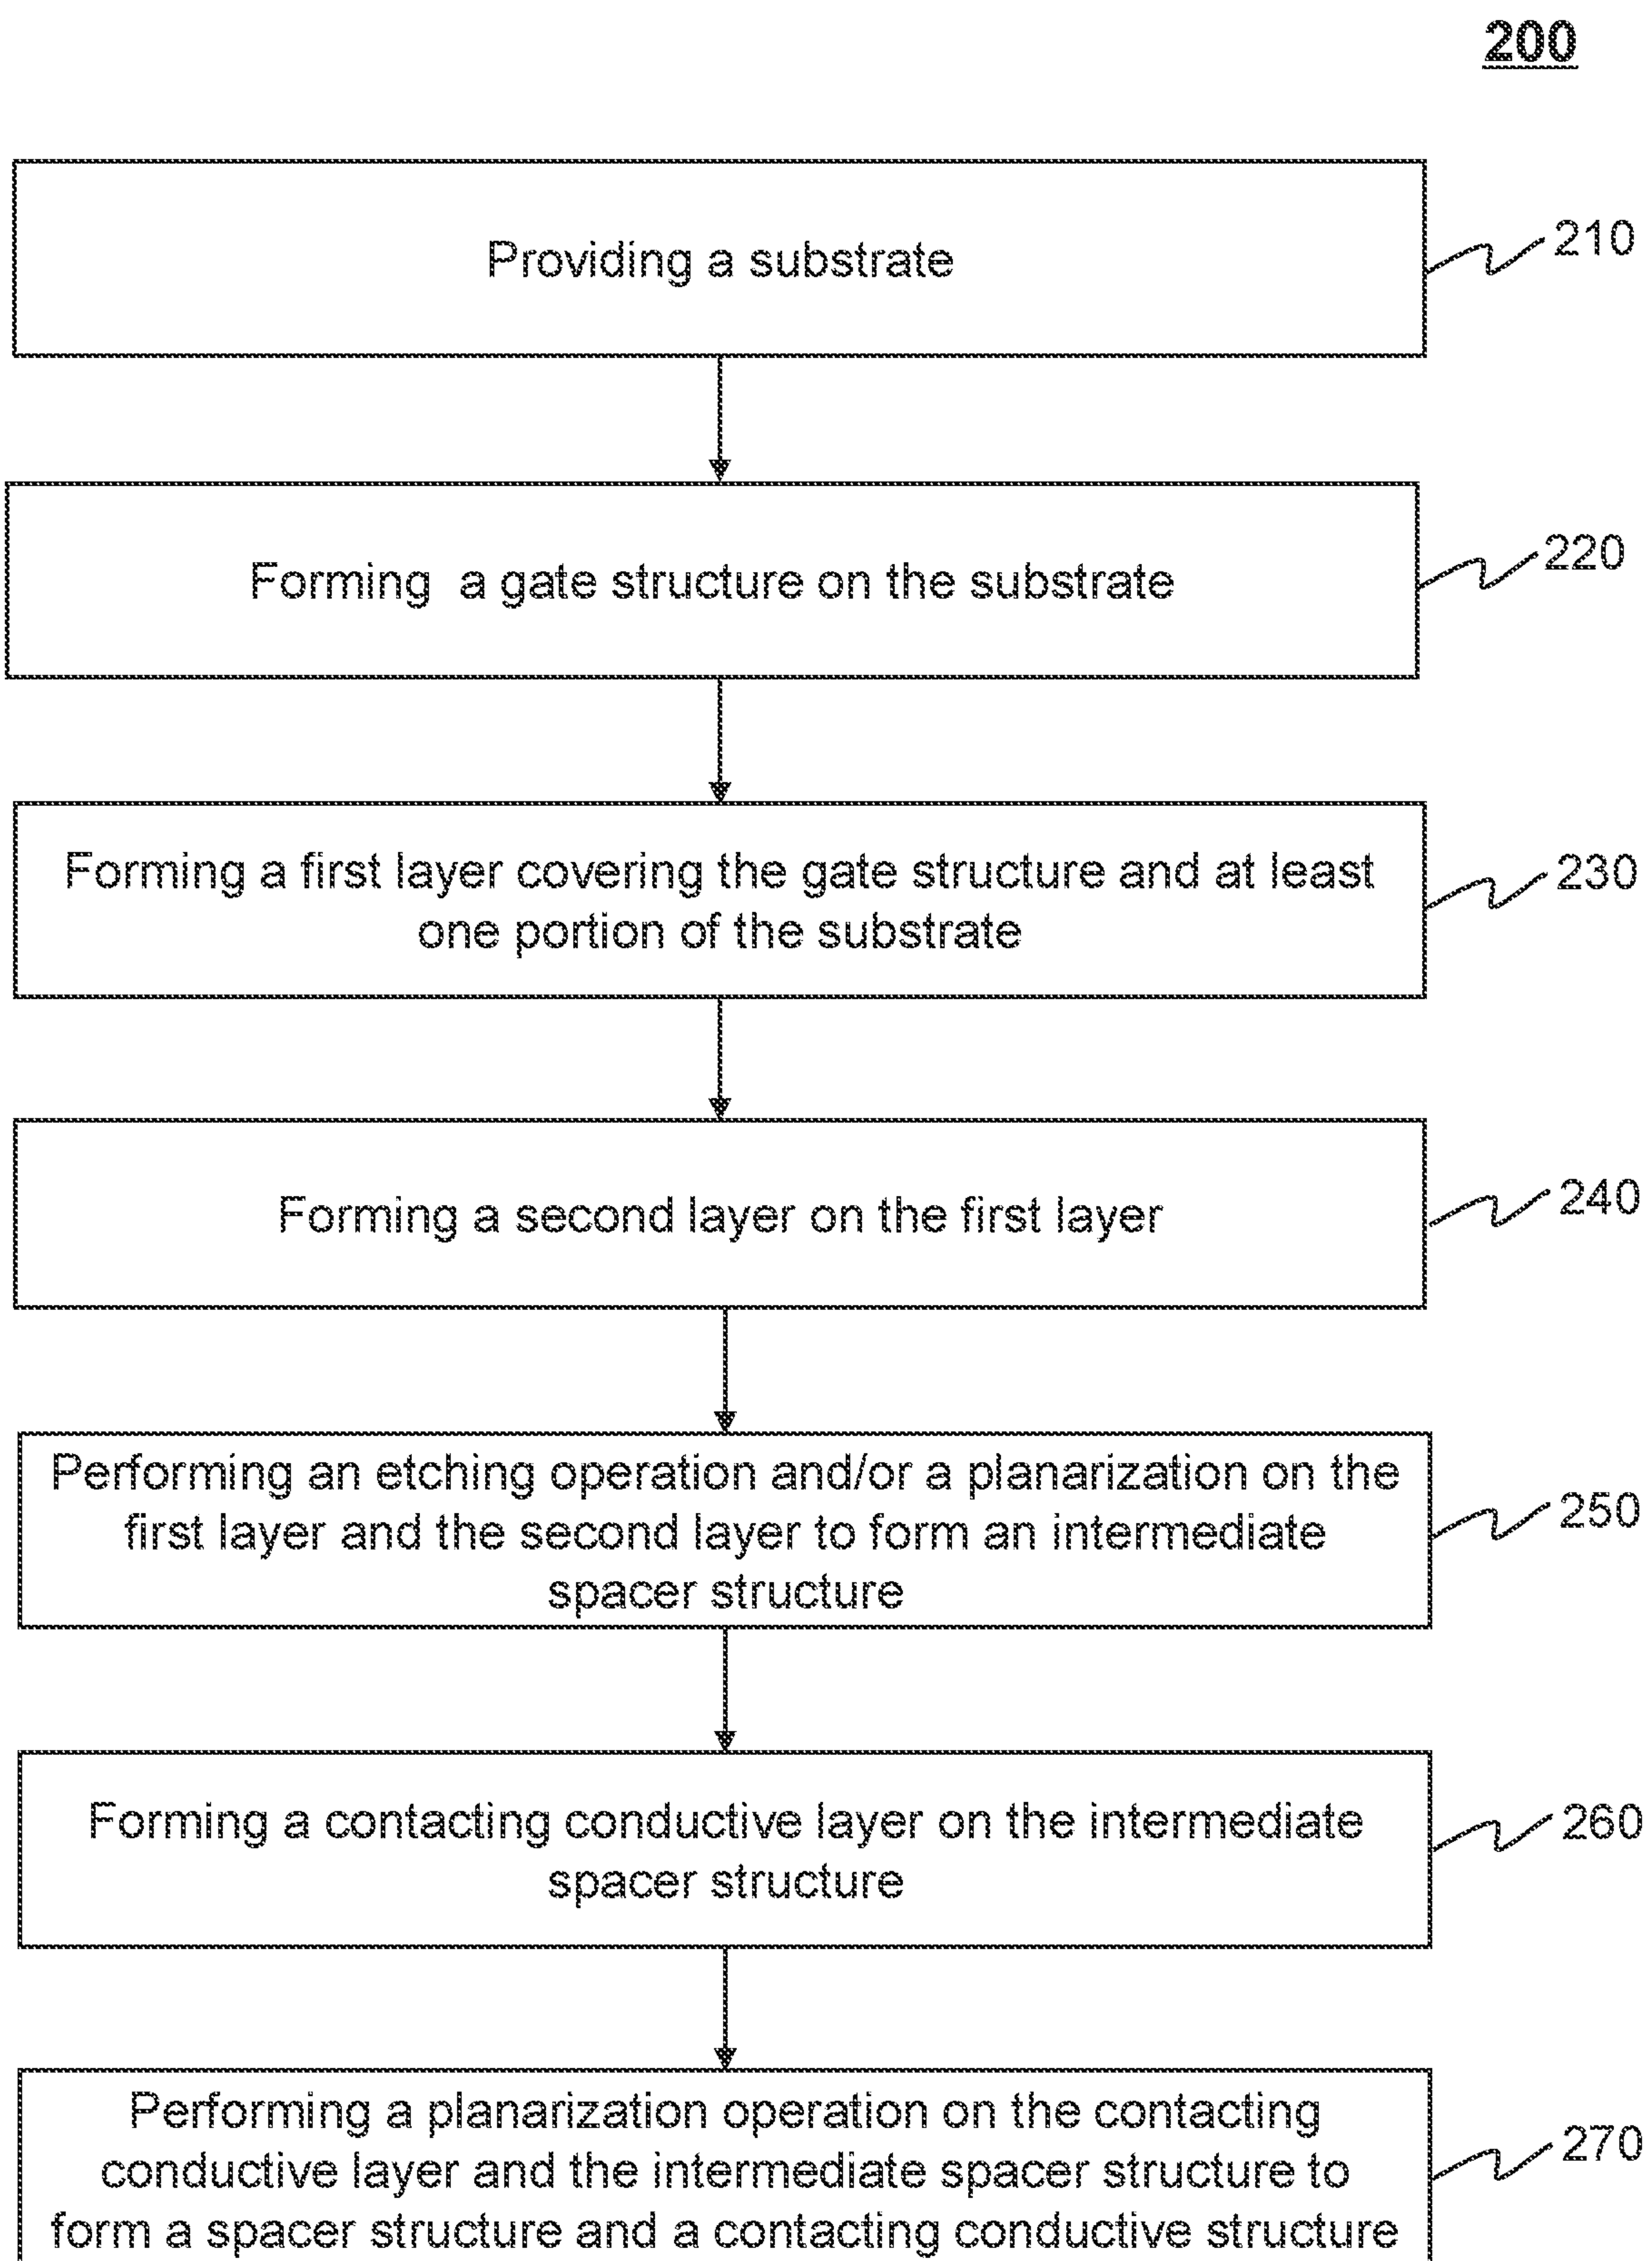 200
Providing a substrate
210
Forming a gate structure on the substrate
220
Forming a first layer covering the gate structure and at least
one portion of the substrate
230
Forming a second layer on the first layer
240
Performing an etching operation and/or a planarization on the
first layer and the second layer to form an intermediate
spacer structure
250
Forming a contacting conductive layer on the intermediate
spacer structure
260
Performing a planarization operation on the contacting
conductive layer and the intermediate spacer structure to
form a spacer structure and a contacting conductive structure
270